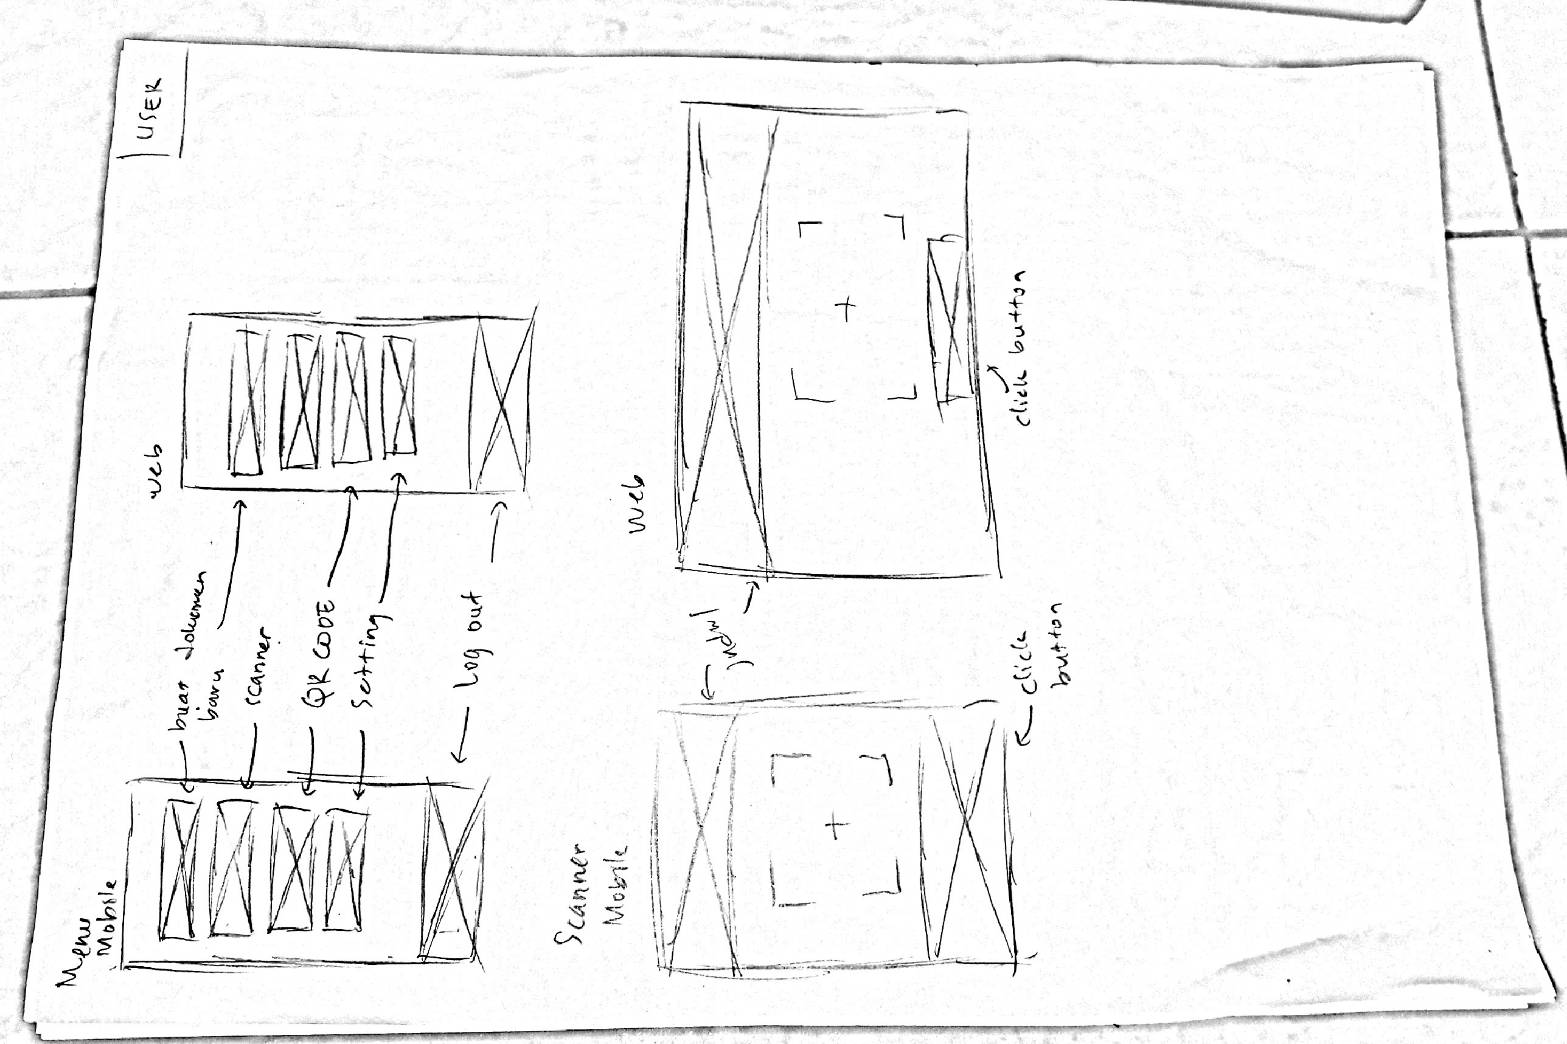 USER
Menu
Mobile
Web
buat dokumen
baru
scanner
QR CODE
Setting
Log out
Scanner
Mobile
Web
judul
click
button
click button